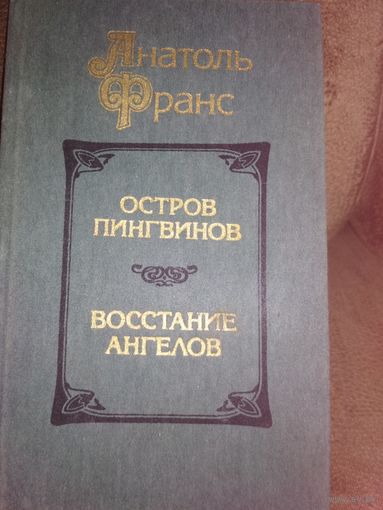 Анатоль
Франс
ОСТРОВ
ПИНГВИНОВ
ВОССТАНИЕ
АНГЕЛОВ